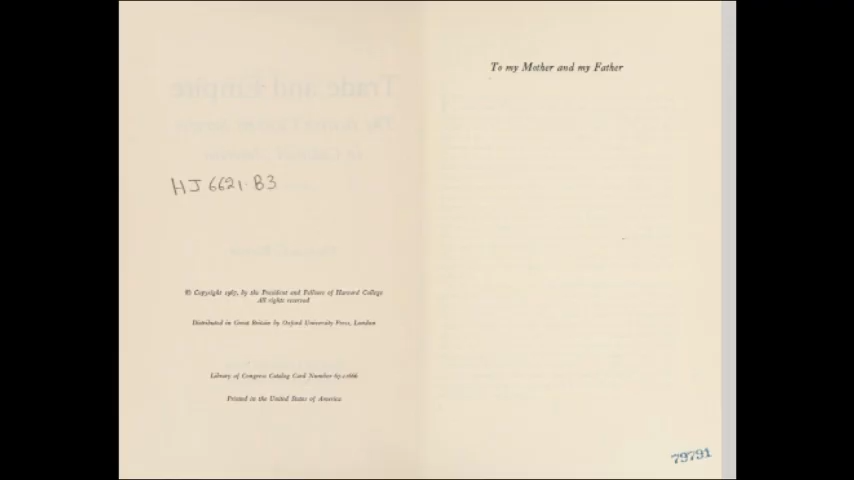 HJ 6621·B3
© Copyright 1967, by the President and Fellows of Harvard College
All rights reserved
Distributed in Great Britain by Oxford University Press, London
Library of Congress Catalog Card Number
Printed in the United States of America
To my Mother and my Father
79791